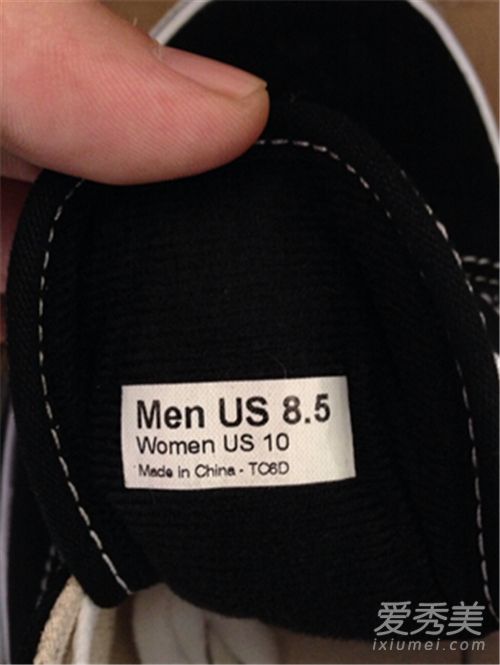 Men US 8.5
Women US 10
Made in China - TC6D
爱秀美
ixiumei.com